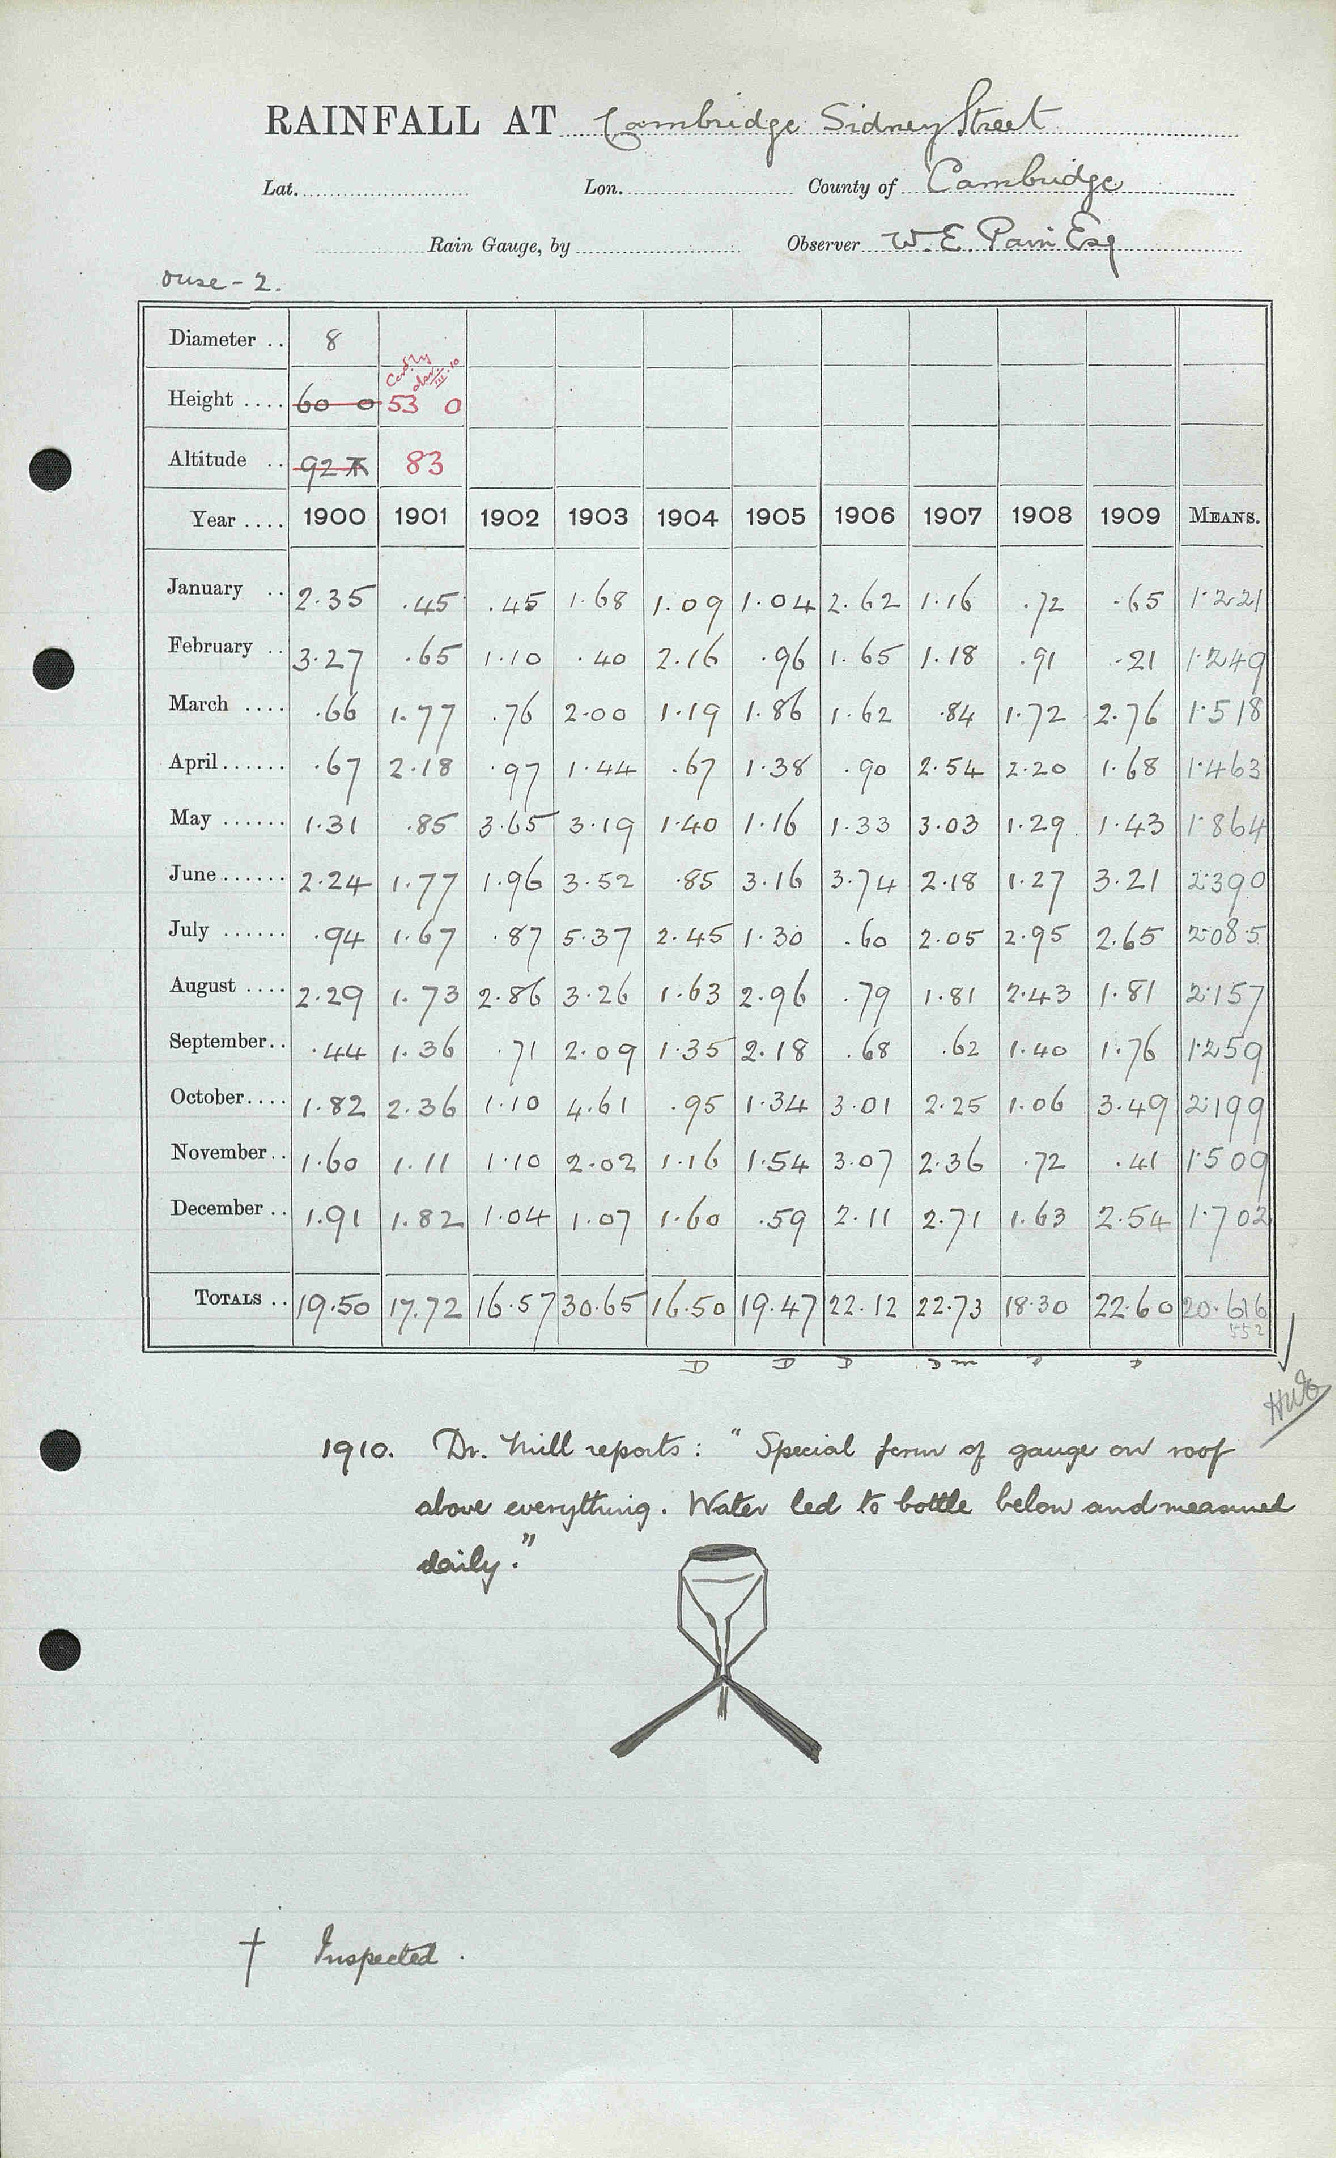 RAINFALL AT Cambridge Sidney Street
Lat. Lon. County of Cambridge
Rain Gauge, by Observer W. E. Pain Esq
Ouse - 2.
Diameter .. 8
Height .... 60 0 53 0
Altitude .. 92 83
Year .... 1900 1901 1902 1903 1904 1905 1906 1907 1908 1909 MEANS.
January .. 2.35 .45 .45 1.68 1.09 1.04 2.62 1.16 .72 .65 1.221
February .. 3.27 .65 1.10 .40 2.16 .96 1.65 1.18 .91 .21 1.249
March .... .66 1.77 .76 2.00 1.19 1.86 1.62 .84 1.72 2.76 1.518
April ...... .67 2.18 .97 1.44 .67 1.38 .90 2.54 2.20 1.68 1.463
May ...... 1.31 .85 3.65 3.19 1.40 1.16 1.33 3.03 1.29 1.43 1.864
June ...... 2.24 1.77 1.96 3.52 .85 3.16 3.74 2.18 1.27 3.21 2.390
July ...... .94 1.67 .87 5.37 2.45 1.30 .60 2.05 2.95 2.65 2.085
August .... 2.29 1.73 2.86 3.26 1.63 2.96 .79 1.81 2.43 1.81 2.157
September .. .44 1.36 .71 2.09 1.35 2.18 .68 .62 1.40 1.76 1.259
October .... 1.82 2.36 1.10 4.61 .95 1.34 3.01 2.25 1.06 3.49 2.199
November .. 1.60 1.11 1.10 2.02 1.16 1.54 3.07 2.36 .72 .41 1.509
December .. 1.91 1.82 1.04 1.07 1.60 .59 2.11 2.71 1.63 2.54 1.702
TOTALS .. 19.50 17.72 16.57 30.65 16.50 19.47 22.12 22.73 18.30 22.60 20.616
552
D D D
1910. Dr. Mill reports: "Special form of gauge on roof
above everything. Water led to bottle below and measured
daily."
† Inspected.